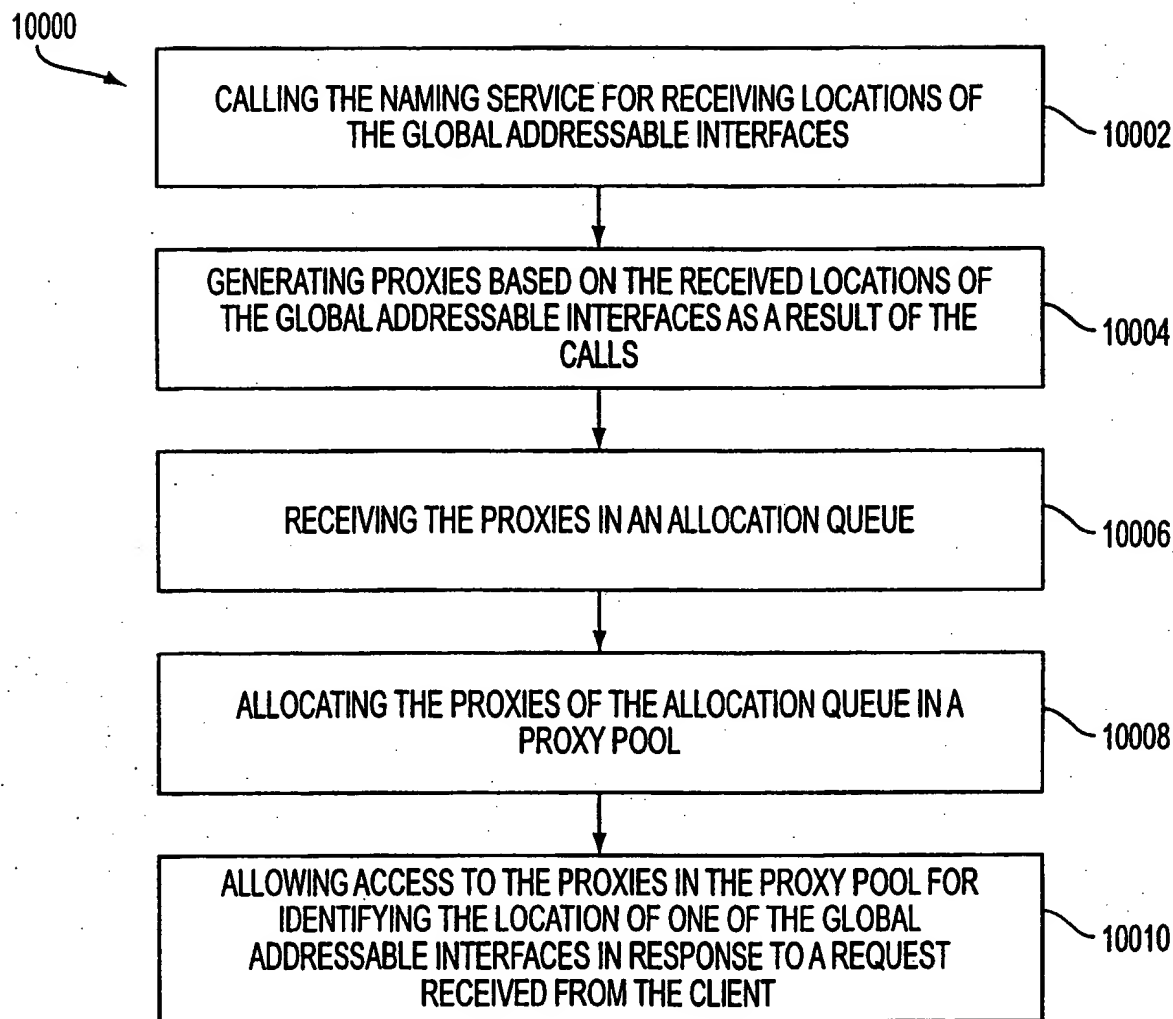 10000
CALLING THE NAMING SERVICE FOR RECEIVING LOCATIONS OF
THE GLOBAL ADDRESSABLE INTERFACES
10002
GENERATING PROXIES BASED ON THE RECEIVED LOCATIONS OF
THE GLOBAL ADDRESSABLE INTERFACES AS A RESULT OF THE
CALLS
10004
RECEIVING THE PROXIES IN AN ALLOCATION QUEUE
10006
ALLOCATING THE PROXIES OF THE ALLOCATION QUEUE IN A
PROXY POOL
10008
ALLOWING ACCESS TO THE PROXIES IN THE PROXY POOL FOR
IDENTIFYING THE LOCATION OF ONE OF THE GLOBAL
ADDRESSABLE INTERFACES IN RESPONSE TO A REQUEST
RECEIVED FROM THE CLIENT
10010